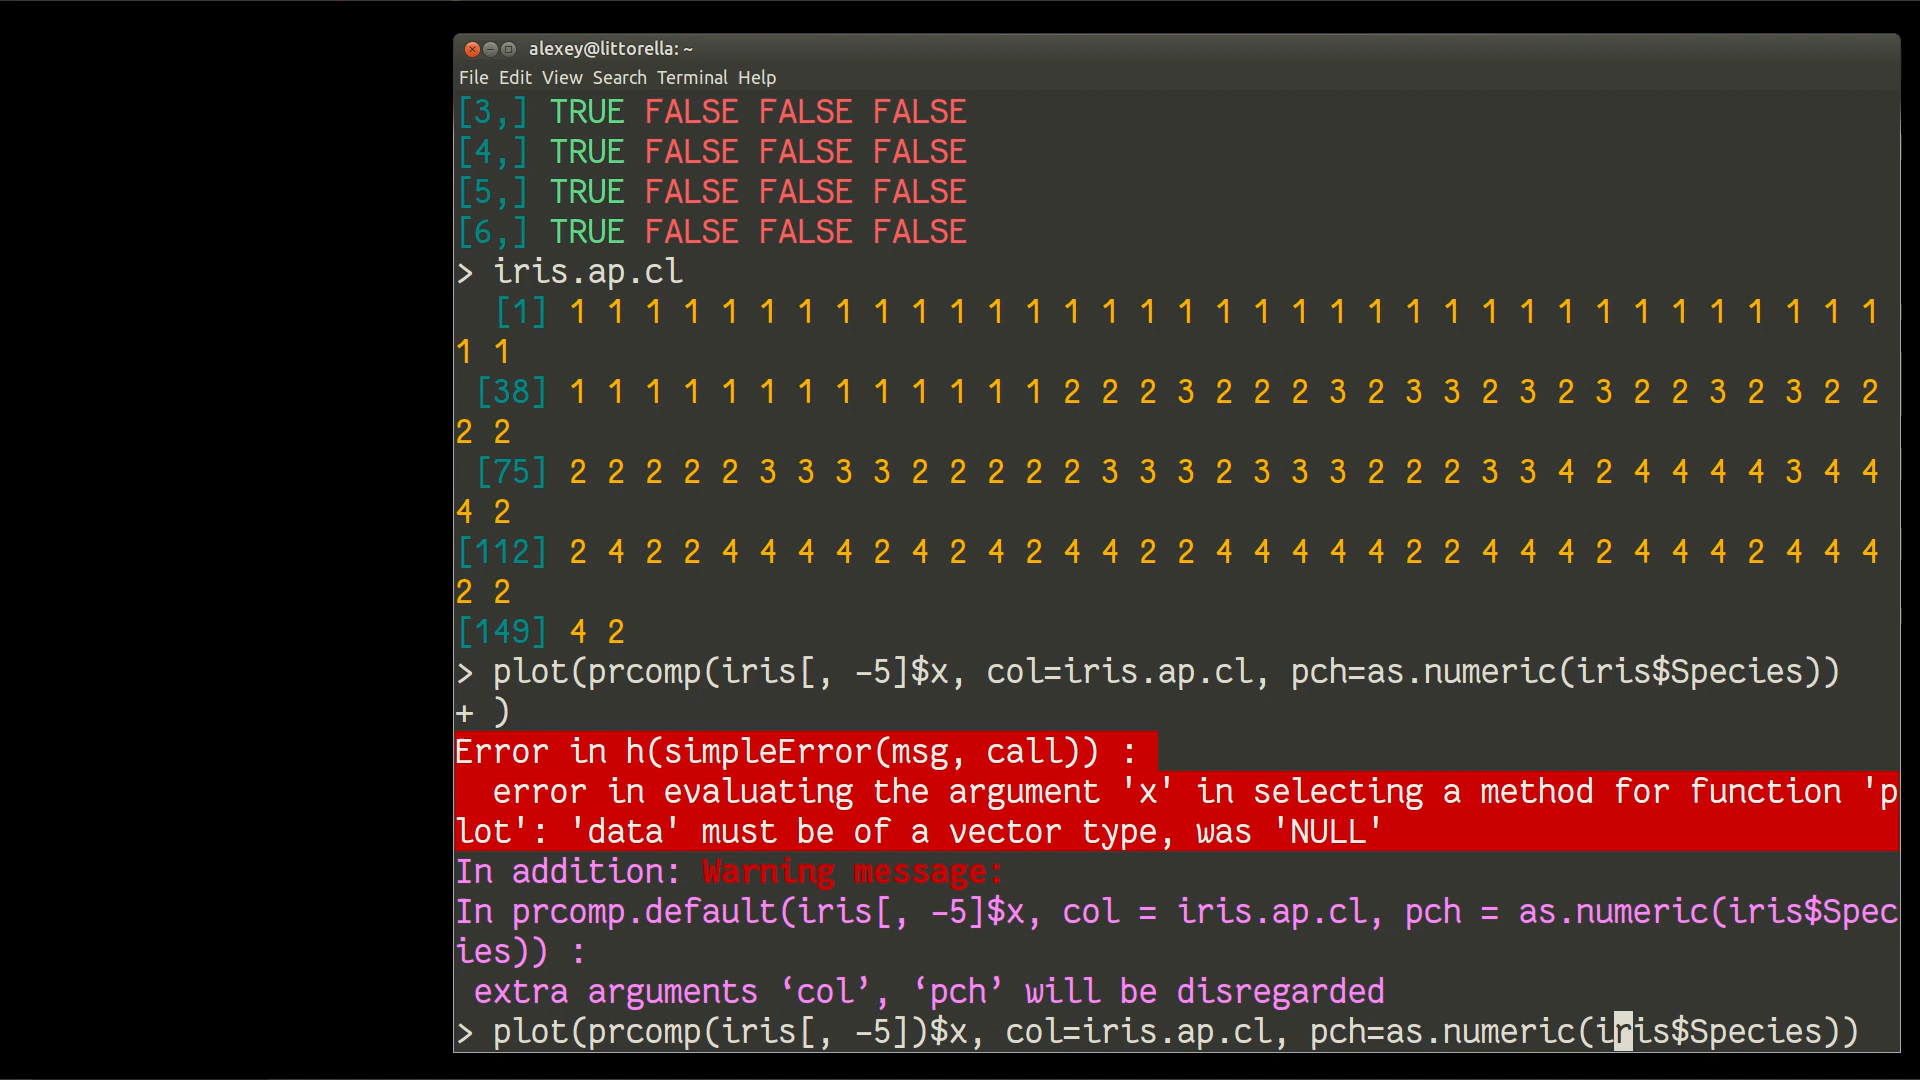 alexey@littorella: ~
File Edit View Search Terminal Help
[3,] TRUE FALSE FALSE FALSE
[4,] TRUE FALSE FALSE FALSE
[5,] TRUE FALSE FALSE FALSE
[6,] TRUE FALSE FALSE FALSE
> iris.ap.cl
[1] 1 1 1 1 1 1 1 1 1 1 1 1 1 1 1 1 1 1 1 1 1 1 1 1 1 1 1 1 1 1 1 1 1 1 1
1 1
[38] 1 1 1 1 1 1 1 1 1 1 1 1 1 2 2 2 3 2 2 2 3 2 3 3 2 3 2 3 2 2 3 2 3 2 2
2 2
[75] 2 2 2 2 2 3 3 3 3 2 2 2 2 2 3 3 3 2 3 3 3 2 2 2 3 3 4 2 4 4 4 4 3 4 4
4 2
[112] 2 4 2 2 4 4 4 4 2 4 2 4 2 4 4 2 2 4 4 4 4 4 2 2 4 4 4 2 4 4 4 2 4 4 4
2 2
[149] 4 2
> plot(prcomp(iris[, -5]$x, col=iris.ap.cl, pch=as.numeric(iris$Species))
+ )
Error in h(simpleError(msg, call)) :
error in evaluating the argument 'x' in selecting a method for function 'p
lot': 'data' must be of a vector type, was 'NULL'
In addition: Warning message:
In prcomp.default(iris[, -5]$x, col = iris.ap.cl, pch = as.numeric(iris$Spec
ies)) :
extra arguments ‘col’, ‘pch’ will be disregarded
> plot(prcomp(iris[, -5])$x, col=iris.ap.cl, pch=as.numeric(iris$Species))